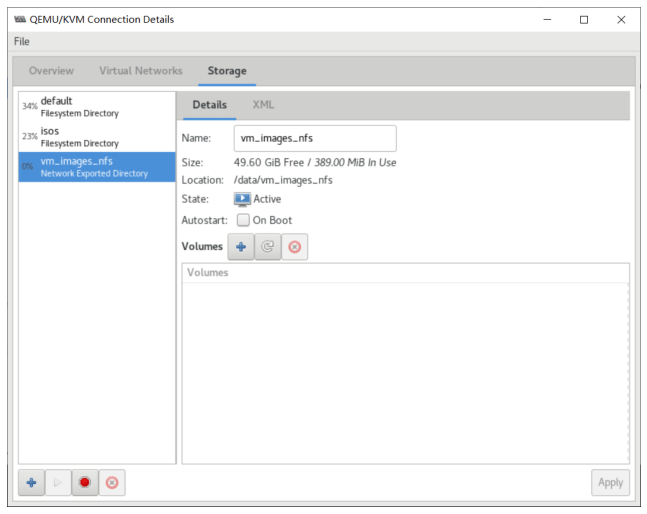 QEMU/KVM Connection Details
File
Overview Virtual Networks Storage
34% default
Filesystem Directory
23% isos
Filesystem Directory
0% vm_images_nfs
Network Exported Directory
Details XML
Name: vm_images_nfs
Size: 49.60 GiB Free / 389.00 MiB In Use
Location: /data/vm_images_nfs
State: Active
Autostart: On Boot
Volumes
Volumes
Apply